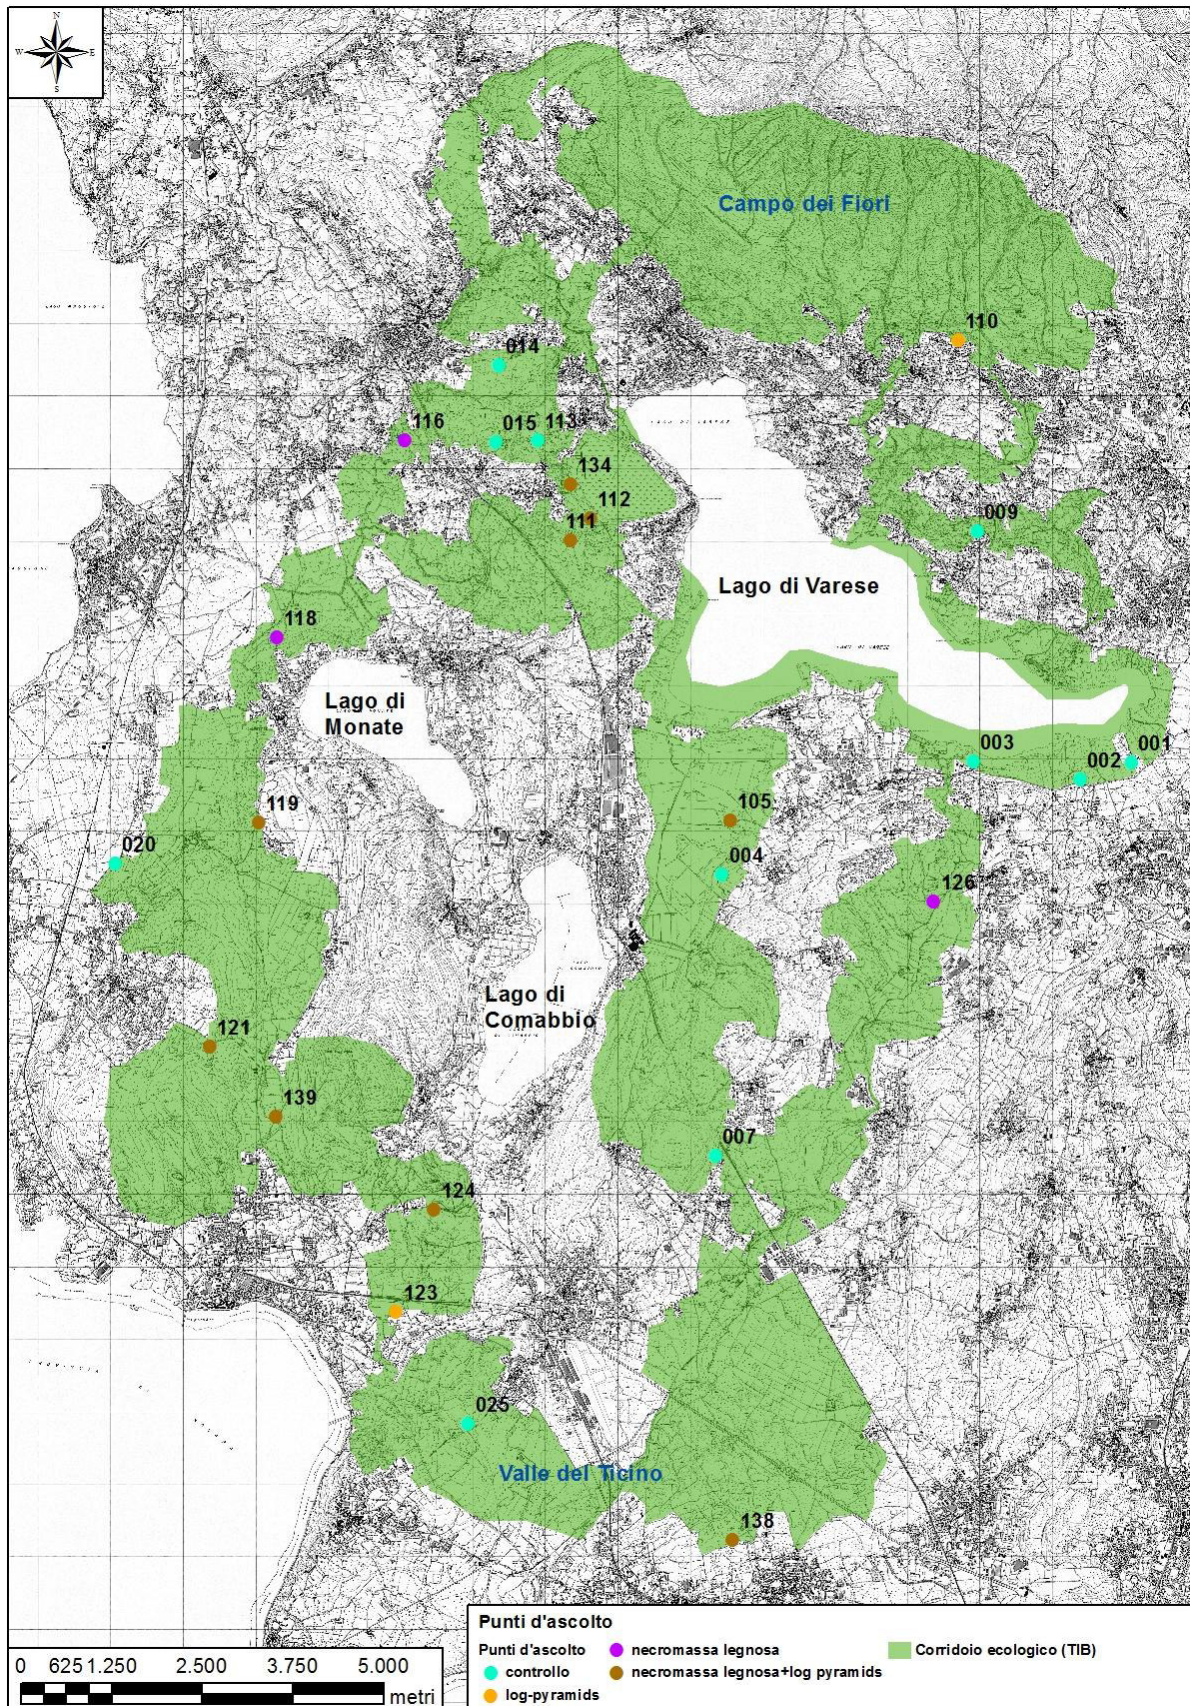 N
W
E
S
Campo dei Fiori
110
014
116
015
113
134
112
111
009
Lago di Varese
118
Lago di
Monate
003
001
002
119
105
020
004
126
Lago di
Comabbio
121
139
007
124
123
025
Valle del Ticino
138
Punti d'ascolto
Punti d'ascolto
necromassa legnosa
Corridoio ecologico (TIB)
controllo
necromassa legnosa+log pyramids
log-pyramids
0 625 1.250 2.500 3.750 5.000
metri